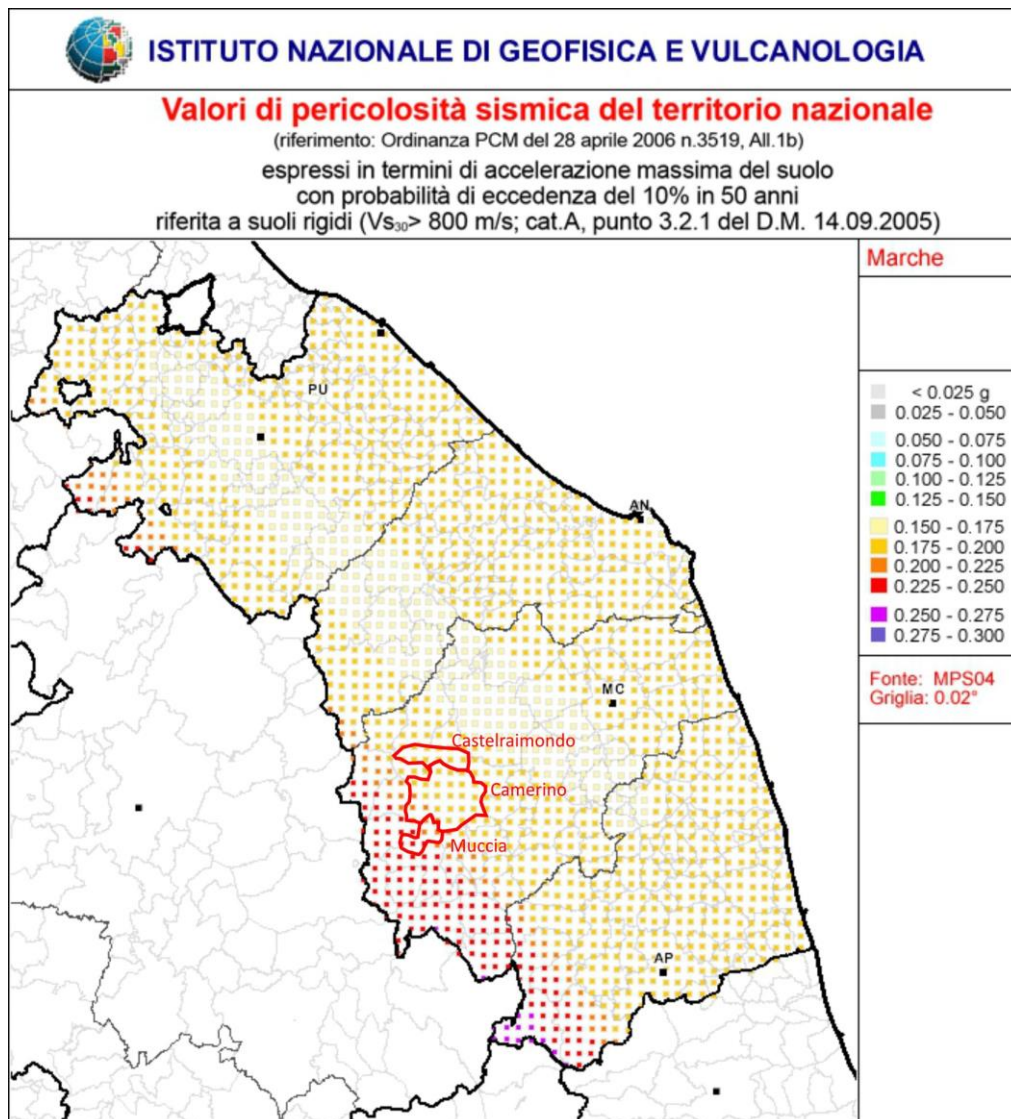 ISTITUTO NAZIONALE DI GEOFISICA E VULCANOLOGIA
Valori di pericolosità sismica del territorio nazionale
(riferimento: Ordinanza PCM del 28 aprile 2006 n.3519, All.1b)
espressi in termini di accelerazione massima del suolo
con probabilità di eccedenza del 10% in 50 anni
riferita a suoli rigidi (Vs₃₀> 800 m/s; cat.A, punto 3.2.1 del D.M. 14.09.2005)
Marche
< 0.025 g
0.025 - 0.050
0.050 - 0.075
0.075 - 0.100
0.100 - 0.125
0.125 - 0.150
0.150 - 0.175
0.175 - 0.200
0.200 - 0.225
0.225 - 0.250
0.250 - 0.275
0.275 - 0.300
Fonte: MPS04
Griglia: 0.02°
PU
AN
MC
Castelraimondo
Camerino
Muccia
AP